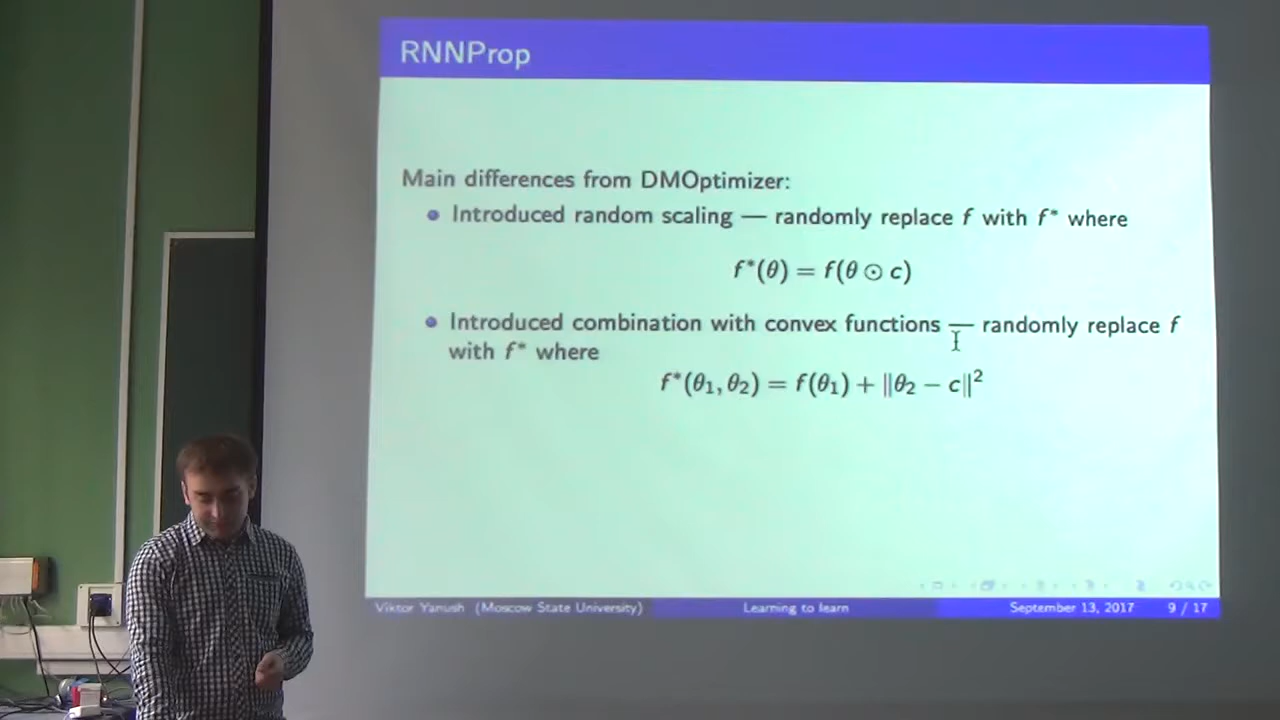 RNNProp
Main differences from DMOptimizer:
Introduced random scaling — randomly replace f with f* where
f*(θ) = f(θ ⊙ c)
Introduced combination with convex functions — randomly replace f
with f* where
f*(θ₁, θ₂) = f(θ₁) + ‖θ₂ − c‖²
Viktor Yanush (Moscow State University) Learning to learn September 13, 2017 9 / 17